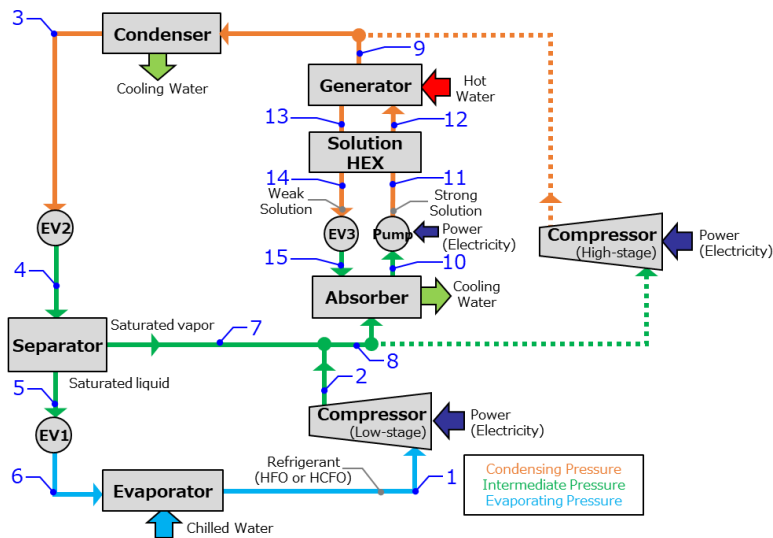 3
Condenser
9
Cooling Water
Generator
Hot
Water
13
12
Solution
HEX
14
11
Weak
Solution
Strong
Solution
EV2
EV3
Pump
Power
(Electricity)
Compressor
(High-stage)
Power
(Electricity)
15
10
4
Absorber
Cooling
Water
Separator
Saturated vapor
7
8
Saturated liquid
5
2
Compressor
(Low-stage)
Power
(Electricity)
EV1
6
Evaporator
Refrigerant
(HFO or HCFO)
1
Condensing Pressure
Intermediate Pressure
Evaporating Pressure
Chilled Water